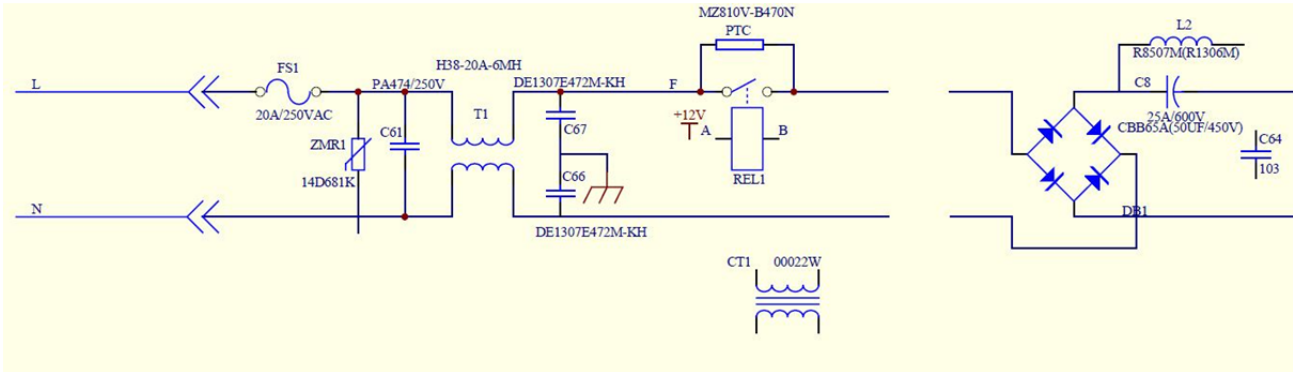 MZ810V-B470N
PTC
L2
R8507M(R1306M)
FS1
H38-20A-6MH
L
PA474/250V
DE1307E472M-KH
F
C8
20A/250VAC
T1
+12V
25A/600V
C67
A
B
CBB65A(50UF/450V)
C61
ZMR1
C64
C66
103
14D681K
REL1
N
DB1
DE1307E472M-KH
CT1 00022W